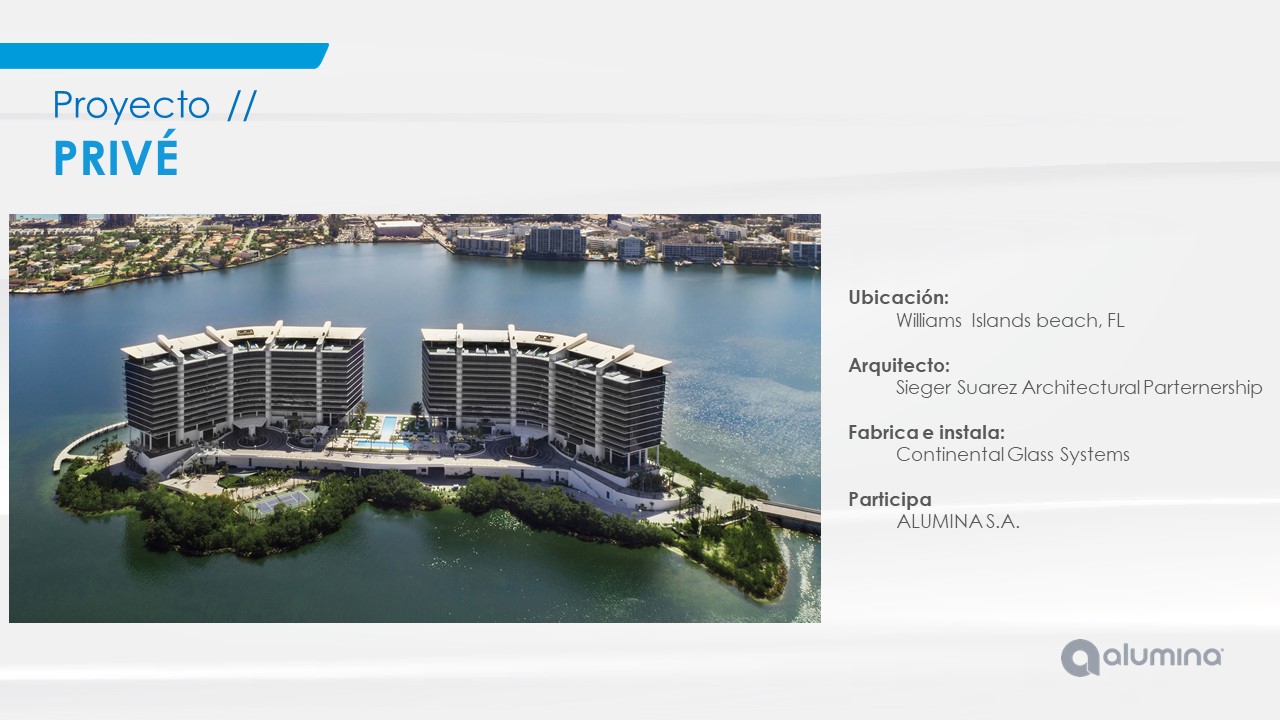 Proyecto //
PRIVÉ
Ubicación:
Williams Islands beach, FL
Arquitecto:
Sieger Suarez Architectural Parternership
Fabrica e instala:
Continental Glass Systems
Participa
ALUMINA S.A.
alumina